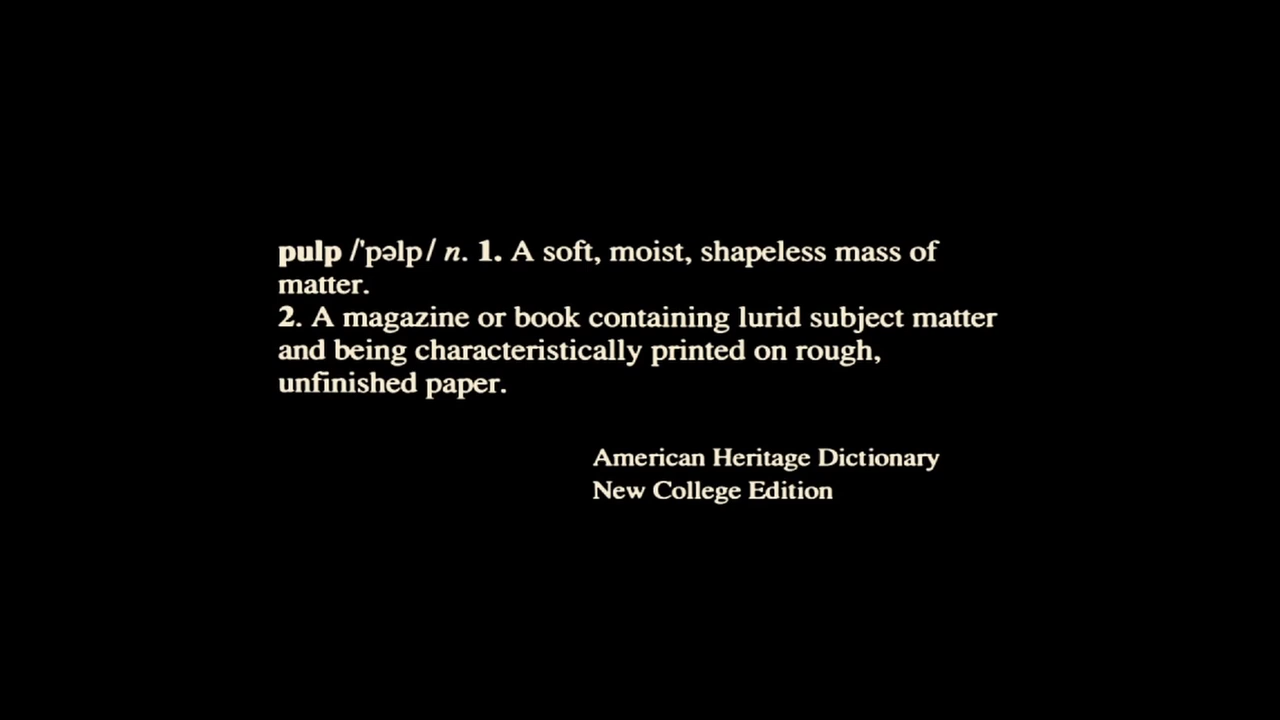 pulp /'pəlp/ n. 1. A soft, moist, shapeless mass of
matter.
2. A magazine or book containing lurid subject matter
and being characteristically printed on rough,
unfinished paper.
American Heritage Dictionary
New College Edition